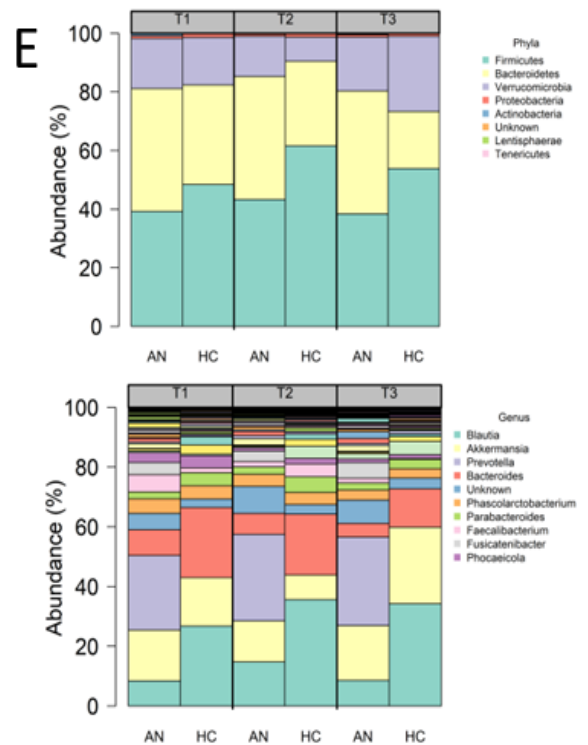 E
T1 T2 T3
Abundance (%)
100
80
60
40
20
0
AN HC AN HC AN HC
Phyla
Firmicutes
Bacteroidetes
Verrucomicrobia
Proteobacteria
Actinobacteria
Unknown
Lentisphaerae
Tenericutes
T1 T2 T3
Abundance (%)
100
80
60
40
20
0
AN HC AN HC AN HC
Genus
Blautia
Akkermansia
Prevotella
Bacteroides
Unknown
Phascolarctobacterium
Parabacteroides
Faecalibacterium
Fusicatenibacter
Phocaeicola